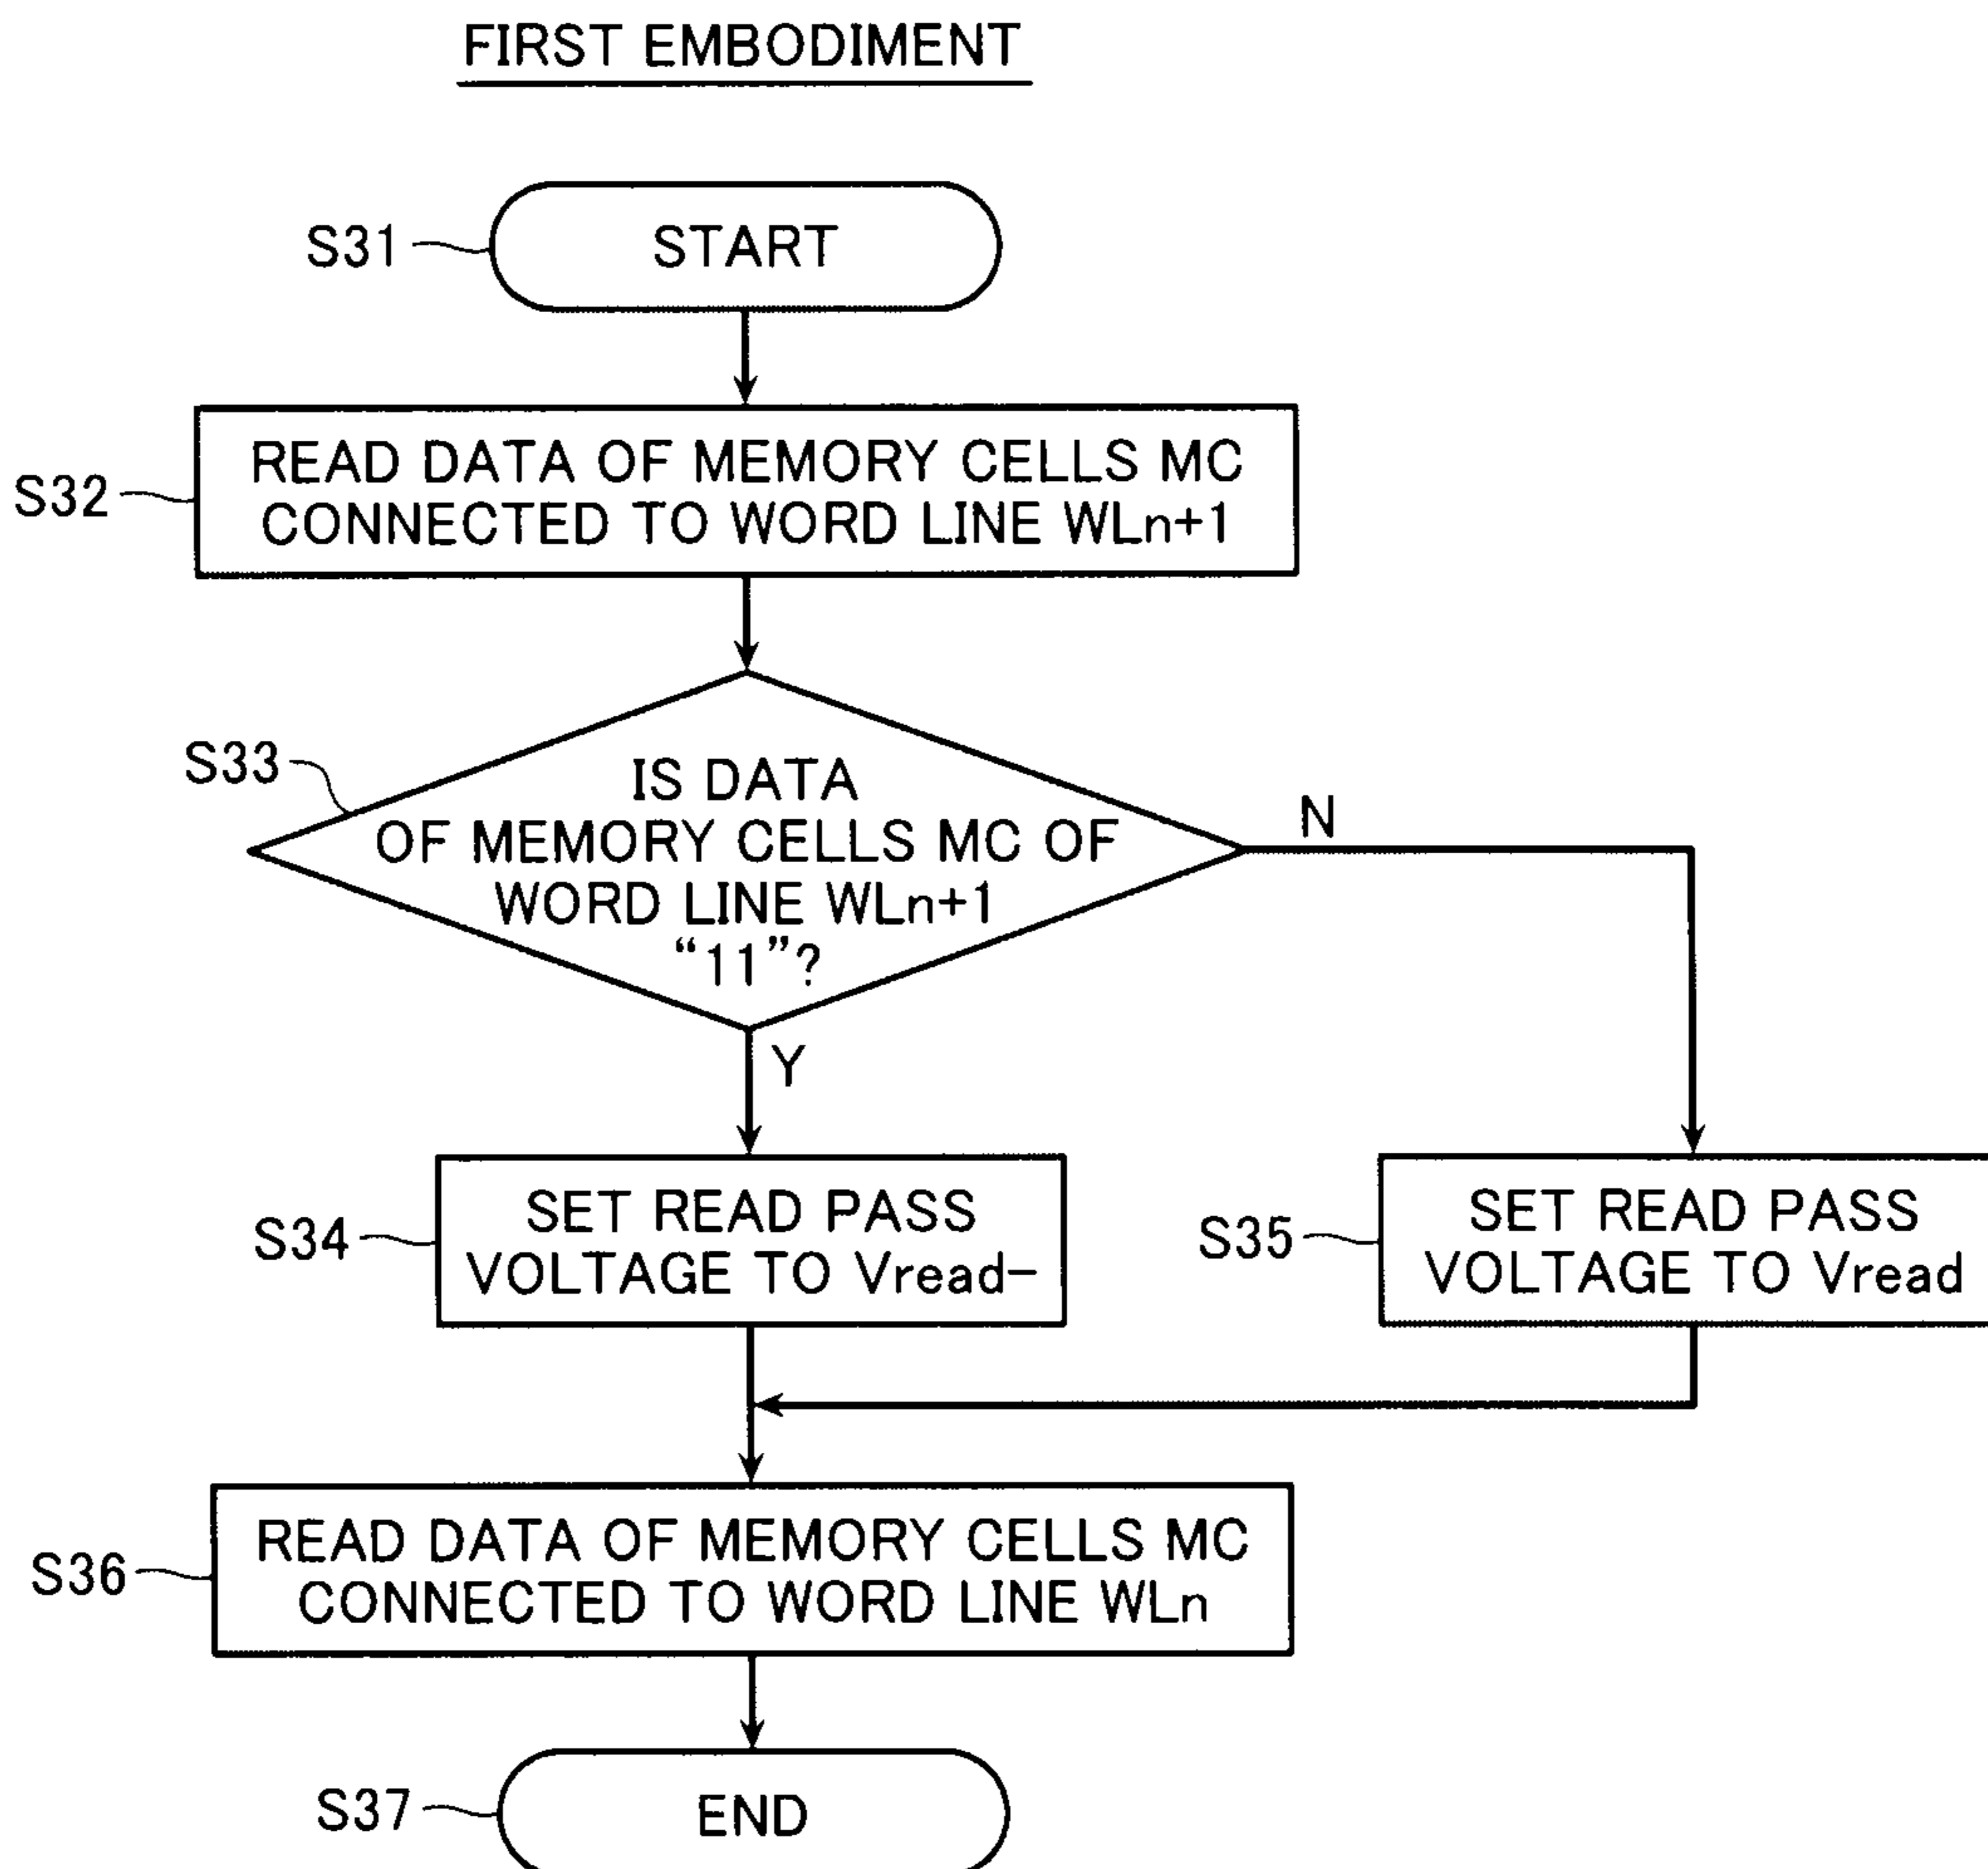 FIRST EMBODIMENT
S31
START
S32
READ DATA OF MEMORY CELLS MC
CONNECTED TO WORD LINE WLn+1
S33
IS DATA
OF MEMORY CELLS MC OF
WORD LINE WLn+1
“11”?
N
Y
S34
SET READ PASS
VOLTAGE TO Vread-
S35
SET READ PASS
VOLTAGE TO Vread
S36
READ DATA OF MEMORY CELLS MC
CONNECTED TO WORD LINE WLn
S37
END